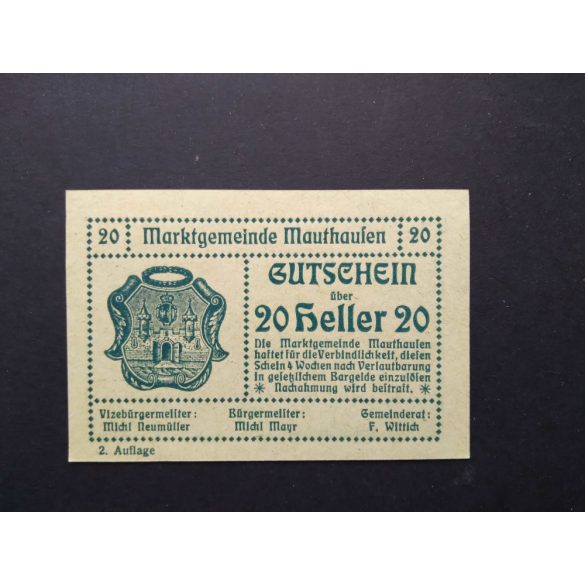 20 Marktgemeinde Mauthausen 20
GUTSCHEIN
über
20 Heller 20
Die Marktgemeinde Mauthausen
haftet für die Verbindlichkeit, diesen
Schein 4 Wochen nach Verlautbarung
in gesetzlichem Bargelde einzulösen
* Nachahmung wird bestraft. *
Vizebürgermeister: Bürgermeister: Gemeinderat:
Michl Neumüller Michl Mayr F. Wittich
2. Auflage